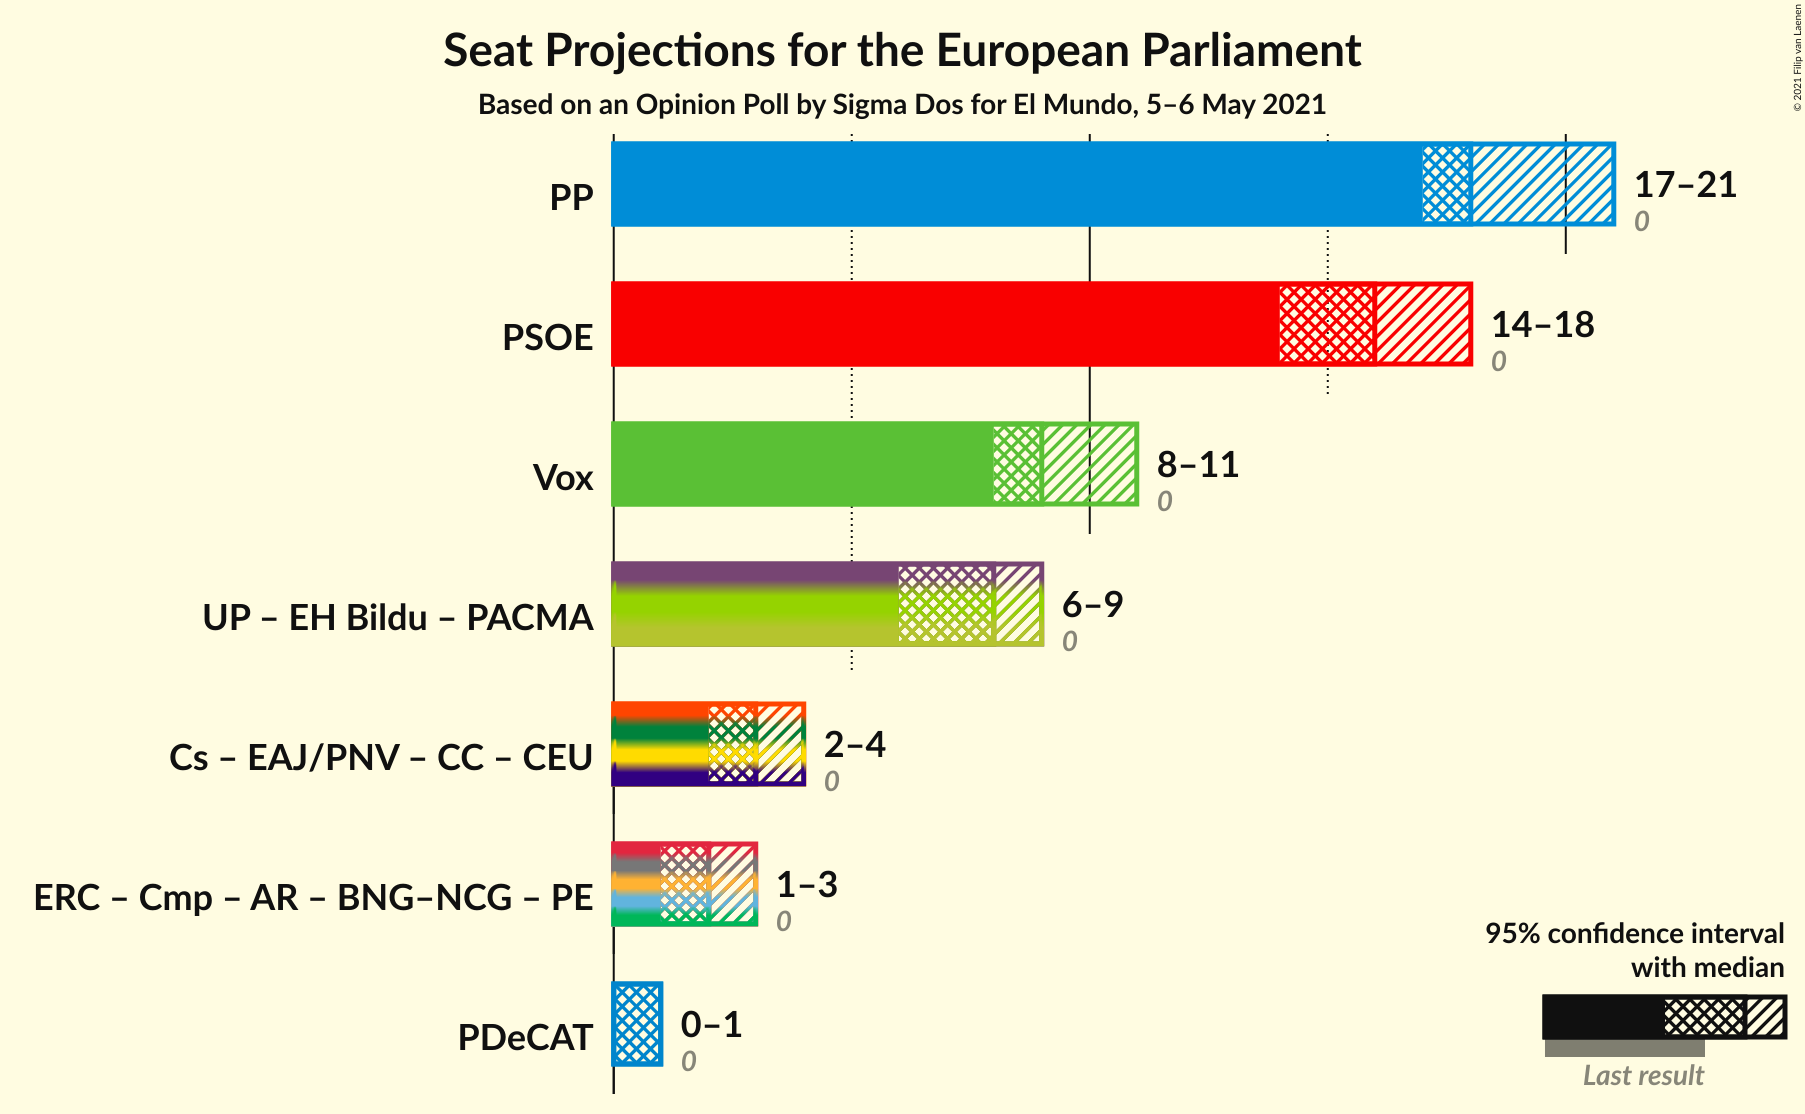 Seat Projections for the European Parliament
Based on an Opinion Poll by Sigma Dos for El Mundo, 5–6 May 2021
© 2021 Filip van Laenen
PP
17–21
0
PSOE
14–18
0
Vox
8–11
0
UP – EH Bildu – PACMA
6–9
0
Cs – EAJ/PNV – CC – CEU
2–4
0
ERC – Cmp – AR – BNG–NCG – PE
1–3
0
PDeCAT
0–1
0
95% confidence interval
with median
Last result